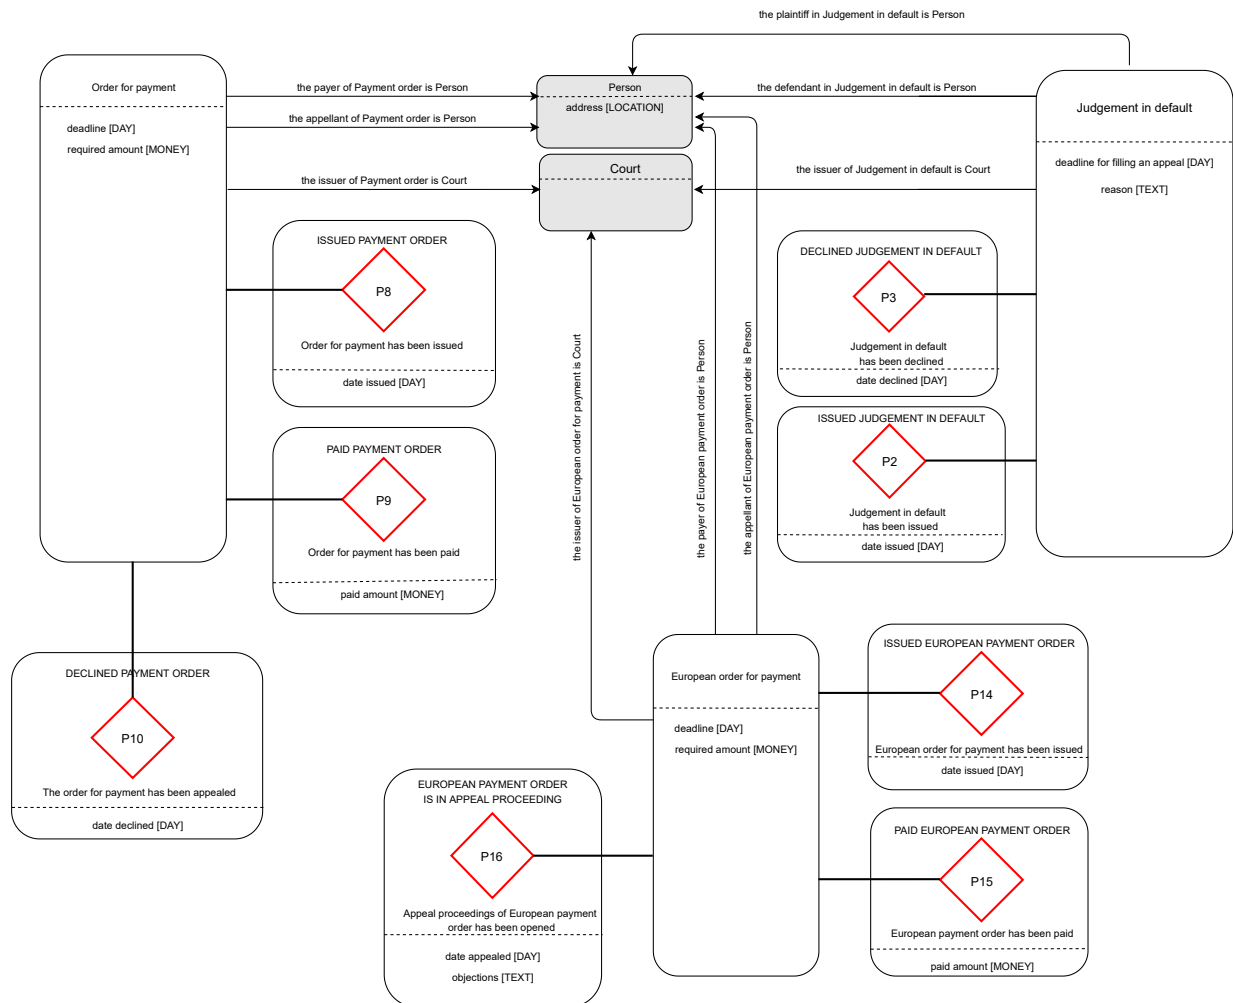 the plaintiff in Judgement in default is Person
Order for payment
deadline [DAY]
required amount [MONEY]
the payer of Payment order is Person
the appellant of Payment order is Person
the issuer of Payment order is Court
Person
address [LOCATION]
Court
the defendant in Judgement in default is Person
the issuer of Judgement in default is Court
Judgement in default
deadline for filling an appeal [DAY]
reason [TEXT]
ISSUED PAYMENT ORDER
P8
Order for payment has been issued
date issued [DAY]
PAID PAYMENT ORDER
P9
Order for payment has been paid
paid amount [MONEY]
DECLINED PAYMENT ORDER
P10
The order for payment has been appealed
date declined [DAY]
DECLINED JUDGEMENT IN DEFAULT
P3
Judgement in default
has been declined
date declined [DAY]
ISSUED JUDGEMENT IN DEFAULT
P2
Judgement in default
has been issued
date issued [DAY]
the issuer of European order for payment is Court
the payer of European payment order is Person
the appellant of European payment order is Person
European order for payment
deadline [DAY]
required amount [MONEY]
ISSUED EUROPEAN PAYMENT ORDER
P14
European order for payment has been issued
date issued [DAY]
EUROPEAN PAYMENT ORDER
IS IN APPEAL PROCEEDING
P16
Appeal proceedings of European payment
order has been opened
date appealed [DAY]
objections [TEXT]
PAID EUROPEAN PAYMENT ORDER
P15
European payment order has been paid
paid amount [MONEY]